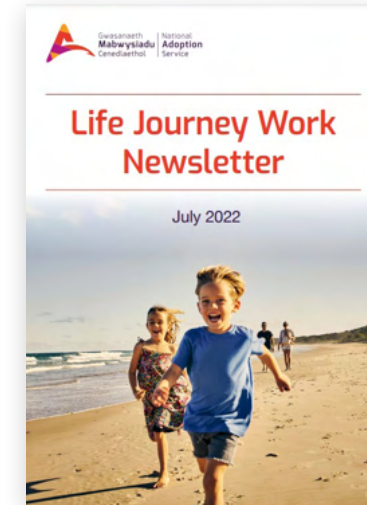 Gwasanaeth
Mabwysiadu
Cenedlaethol
National
Adoption
Service
Life Journey Work
Newsletter
July 2022